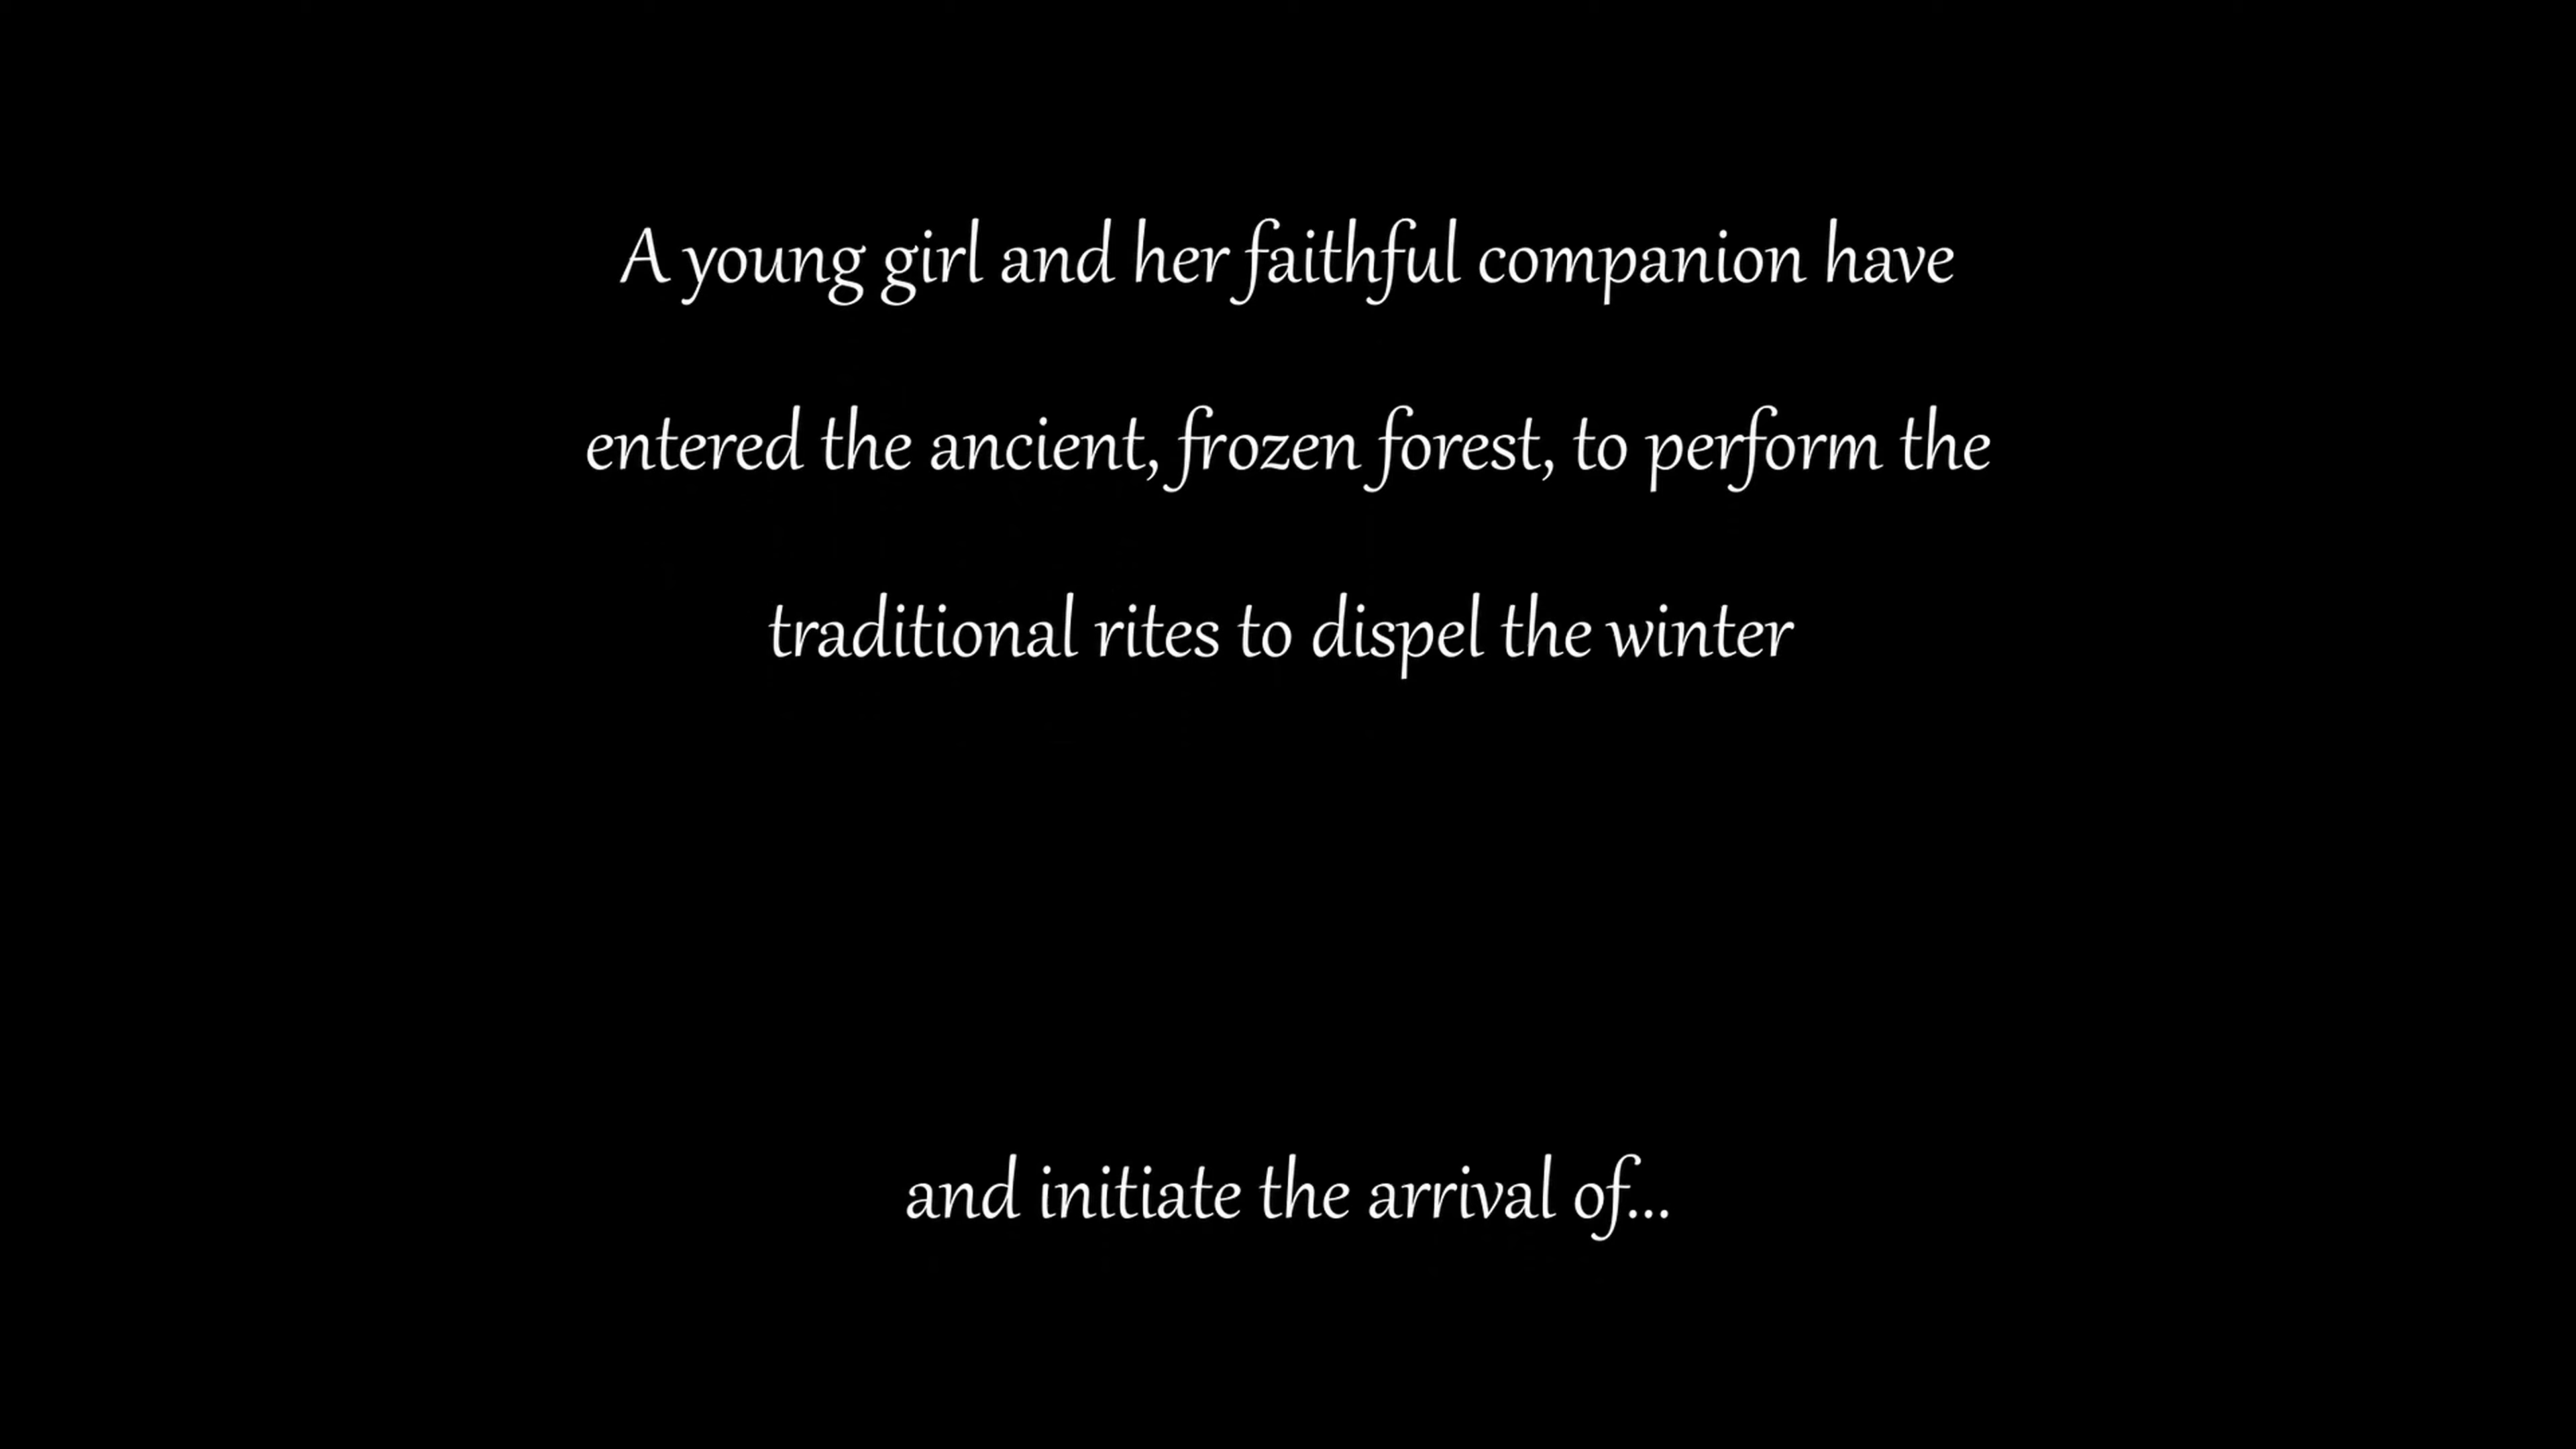 A young girl and her faithful companion have
entered the ancient, frozen forest, to perform the
traditional rites to dispel the winter
and initiate the arrival of...